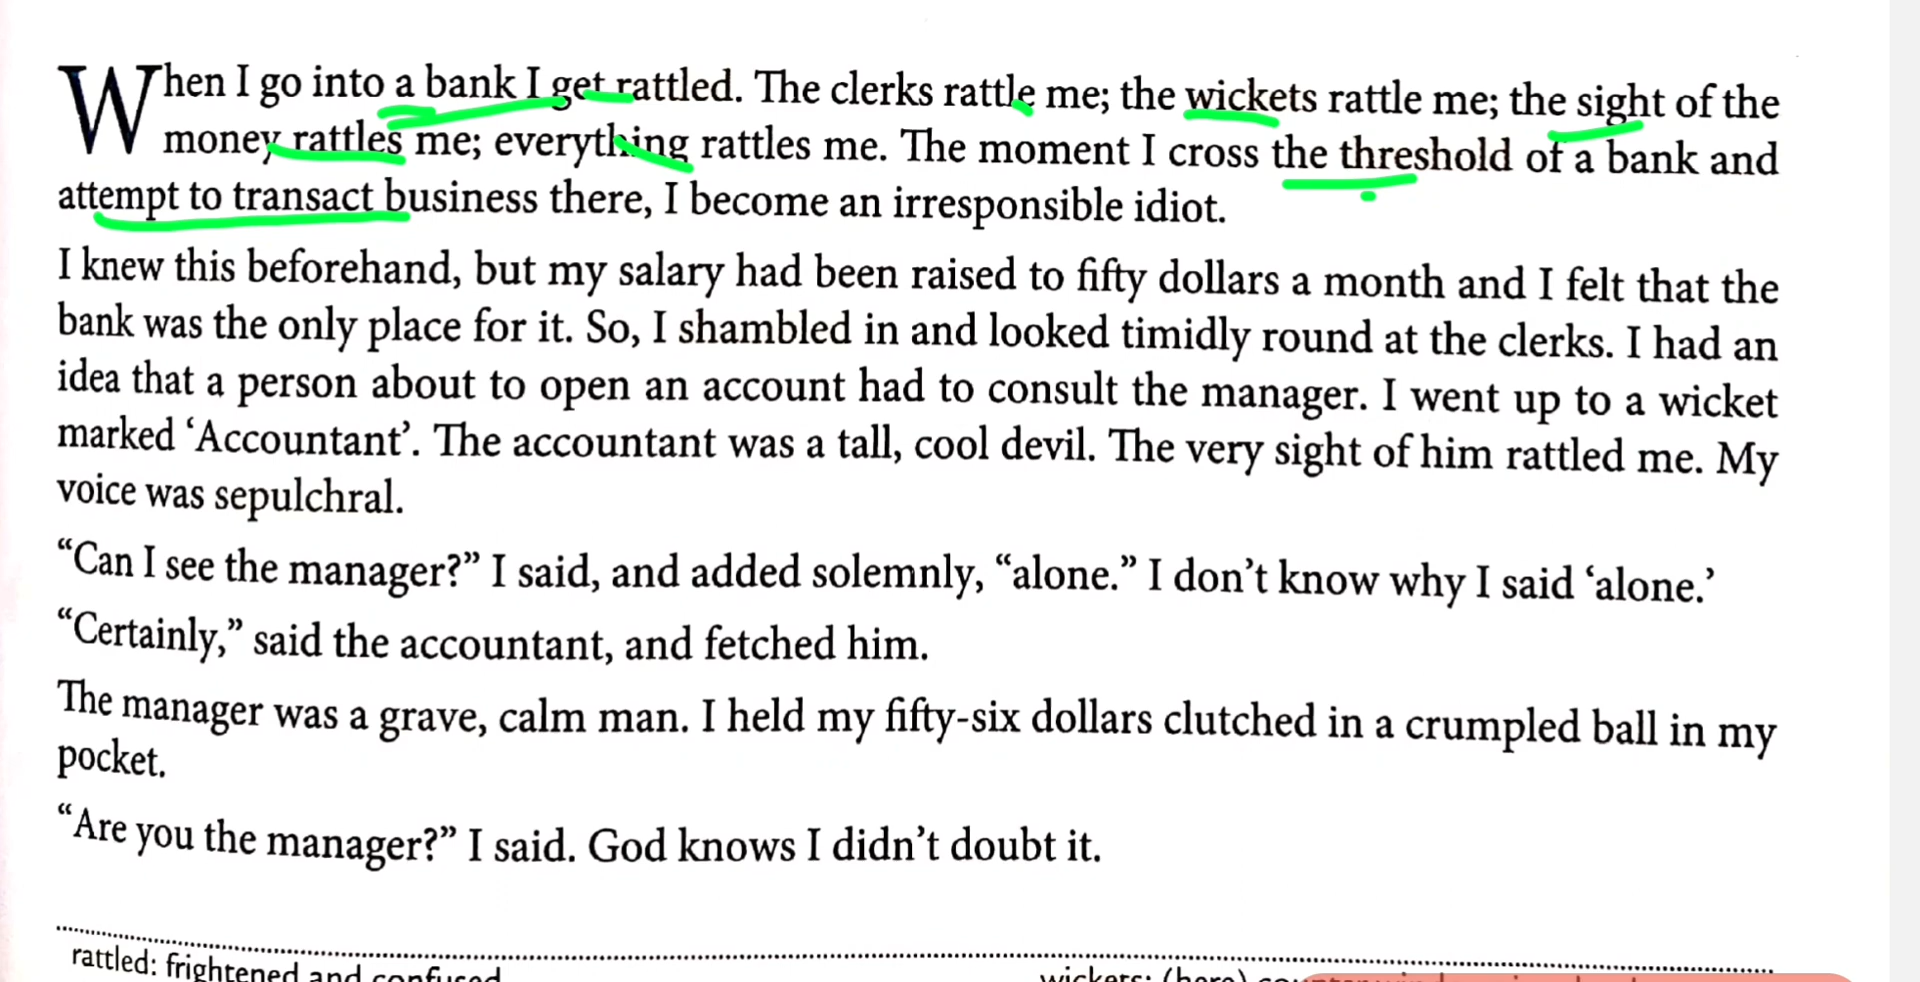 When I go into a bank I get rattled. The clerks rattle me; the wickets rattle me; the sight of the
money rattles me; everything rattles me. The moment I cross the threshold of a bank and
attempt to transact business there, I become an irresponsible idiot.
I knew this beforehand, but my salary had been raised to fifty dollars a month and I felt that the
bank was the only place for it. So, I shambled in and looked timidly round at the clerks. I had an
idea that a person about to open an account had to consult the manager. I went up to a wicket
marked ‘Accountant’. The accountant was a tall, cool devil. The very sight of him rattled me. My
voice was sepulchral.
“Can I see the manager?” I said, and added solemnly, “alone.” I don’t know why I said ‘alone.’
“Certainly,” said the accountant, and fetched him.
The manager was a grave, calm man. I held my fifty-six dollars clutched in a crumpled ball in my
pocket.
“Are you the manager?” I said. God knows I didn’t doubt it.
rattled: frightened and confused
wickers: (here)